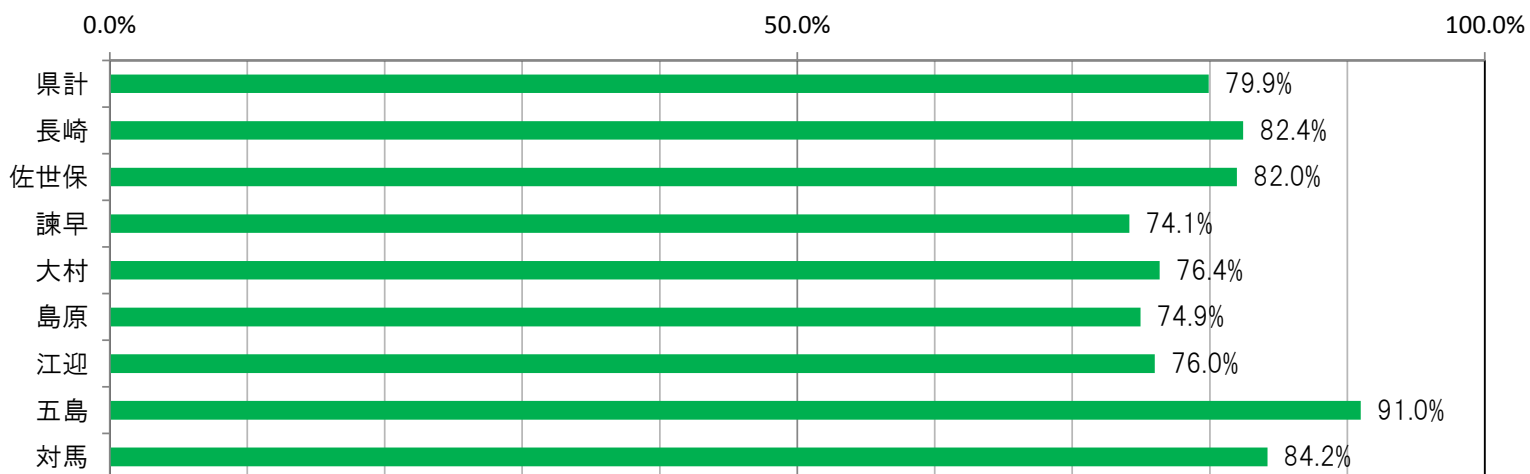 0.0% 50.0% 100.0%
県計 79.9%
長崎 82.4%
佐世保 82.0%
諫早 74.1%
大村 76.4%
島原 74.9%
江迎 76.0%
五島 91.0%
対馬 84.2%